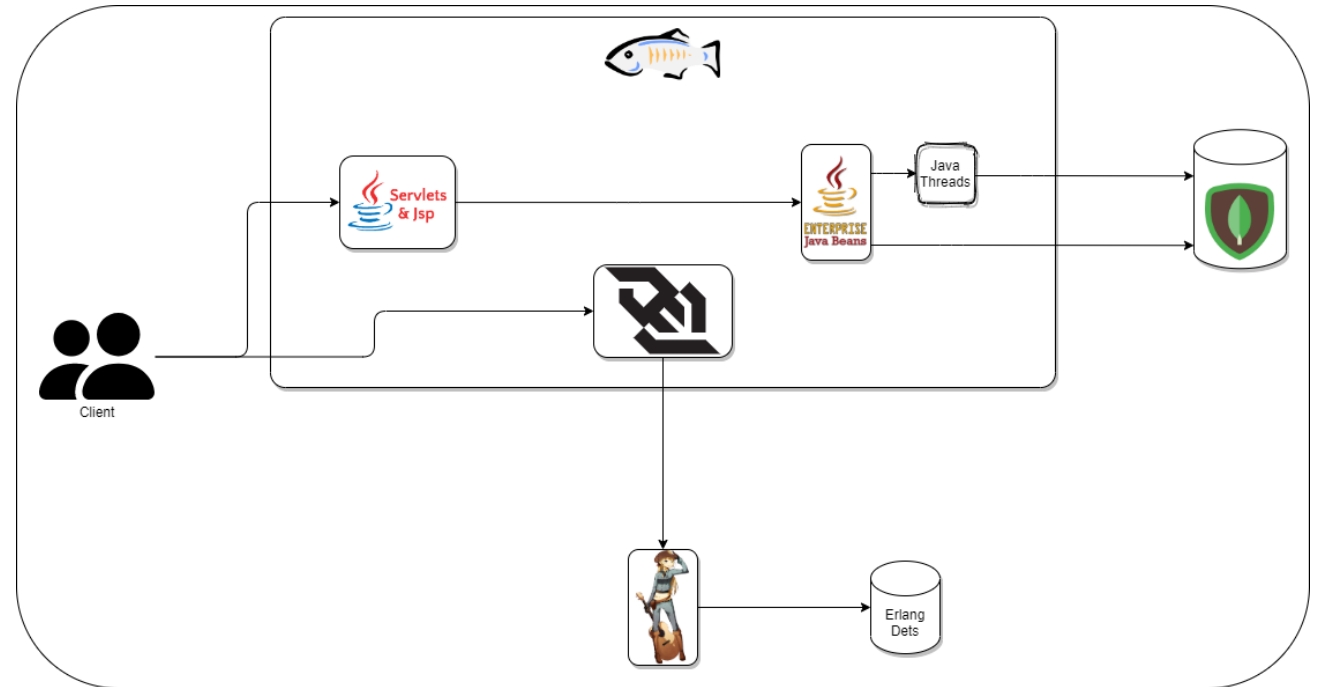 Servlets
& Jsp
ENTERPRISE
Java Beans
Java
Threads
Client
Erlang
Dets